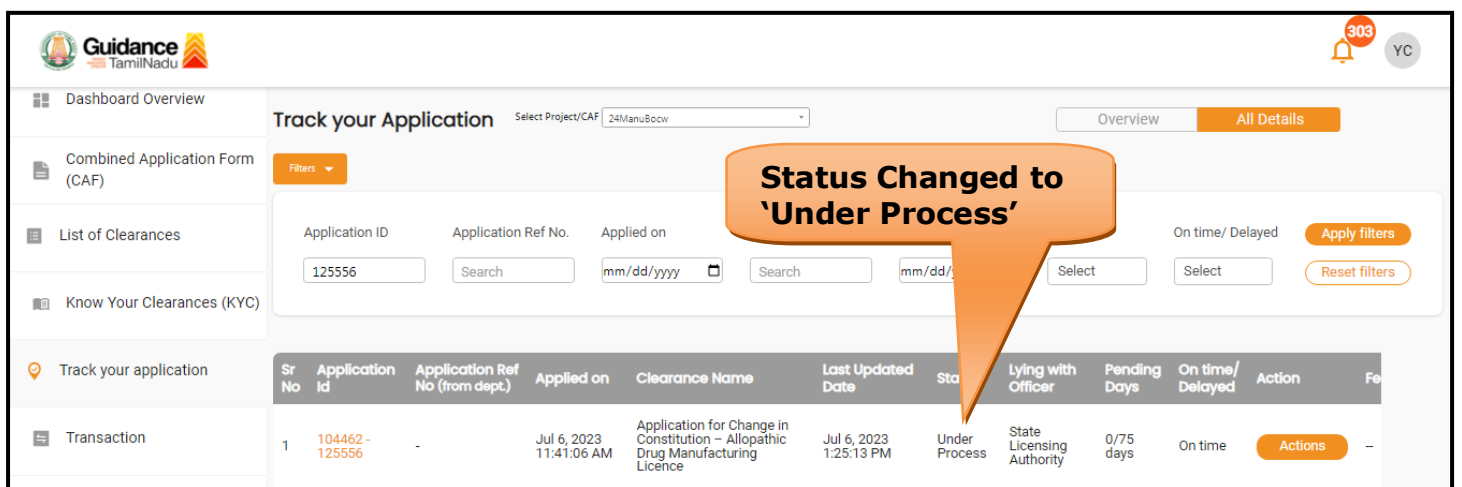 Guidance
TamilNadu
303
YC
Dashboard Overview
Combined Application Form
(CAF)
List of Clearances
Know Your Clearances (KYC)
Track your application
Transaction
Track your Application
Select Project/CAF
24ManuBocw
Overview
All Details
Filters
Status Changed to
‘Under Process’
Application ID
Application Ref No.
Applied on
On time/ Delayed
Apply filters
125556
Search
mm/dd/yyyy
Search
mm/dd/
Select
Select
Reset filters
Sr
No
Application
Id
Application Ref
No (from dept.)
Applied on
Clearance Name
Last Updated
Date
Sta
Lying with
Officer
Pending
Days
On time/
Delayed
Action
Fe
1
104462 -
125556
-
Jul 6, 2023
11:41:06 AM
Application for Change in
Constitution – Allopathic
Drug Manufacturing
Licence
Jul 6, 2023
1:25:13 PM
Under
Process
State
Licensing
Authority
0/75
days
On time
Actions
--